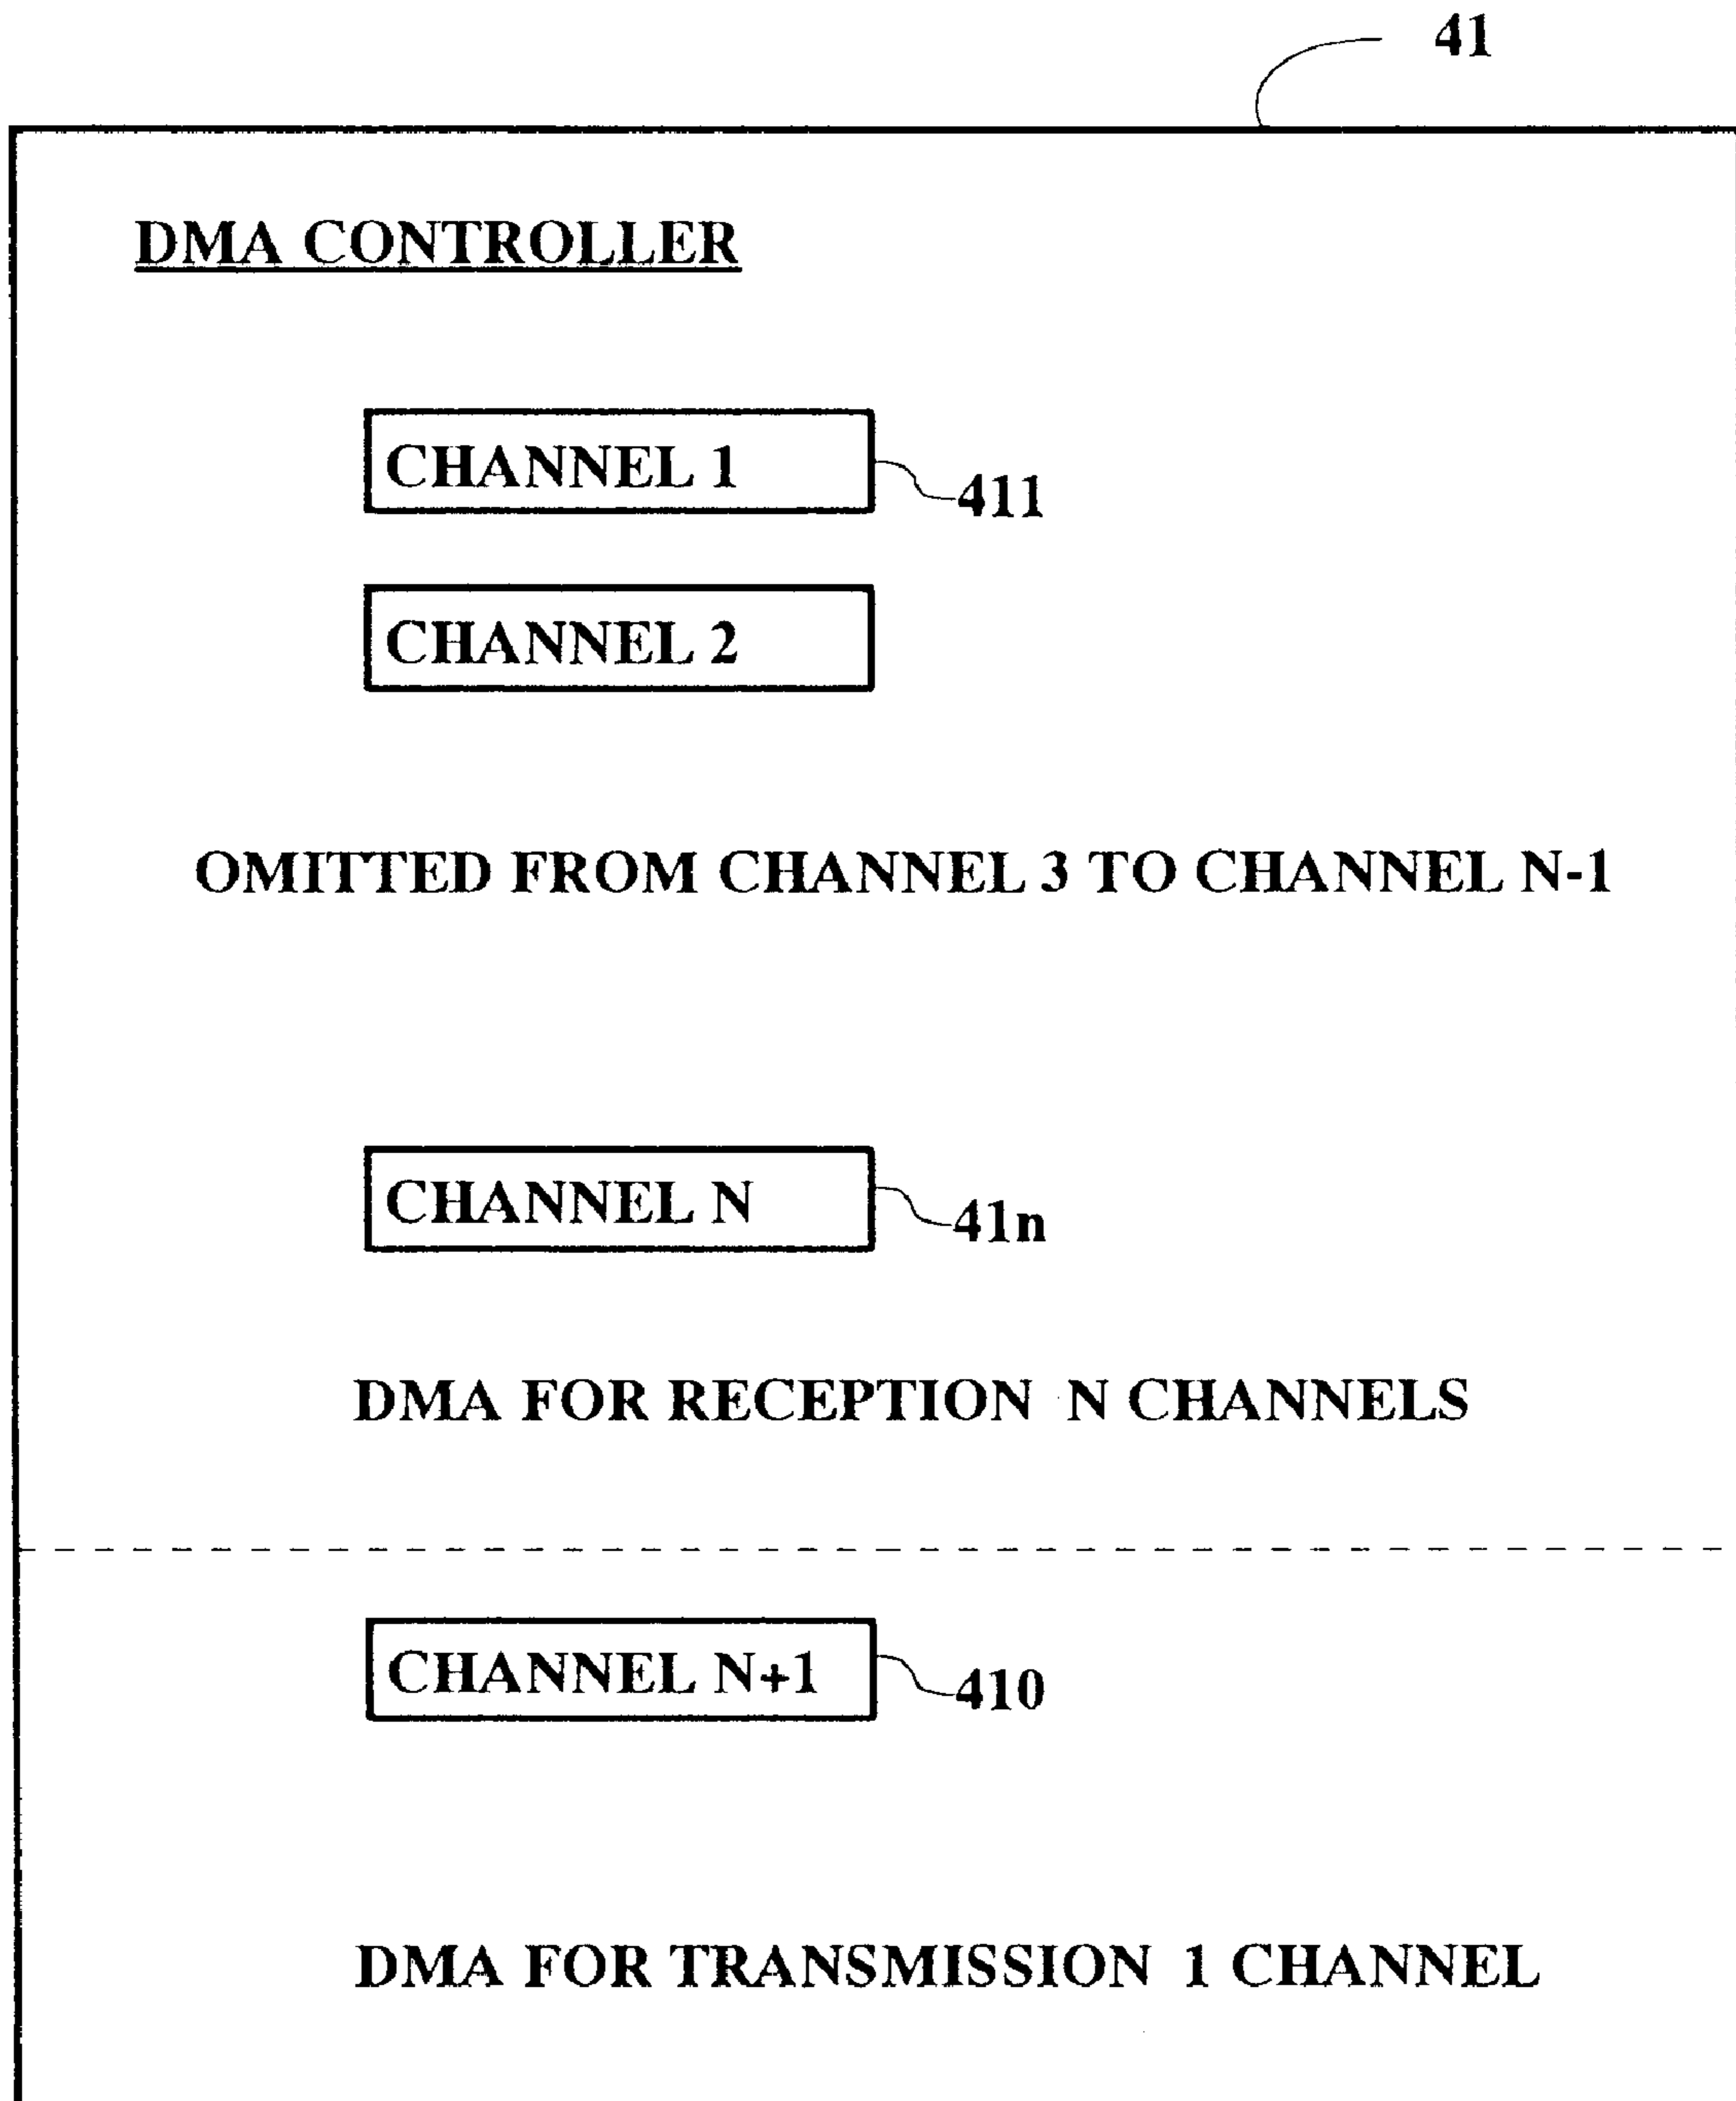 41
DMA CONTROLLER
CHANNEL 1
411
CHANNEL 2
OMITTED FROM CHANNEL 3 TO CHANNEL N-1
CHANNEL N
41n
DMA FOR RECEPTION N CHANNELS
CHANNEL N+1
410
DMA FOR TRANSMISSION 1 CHANNEL